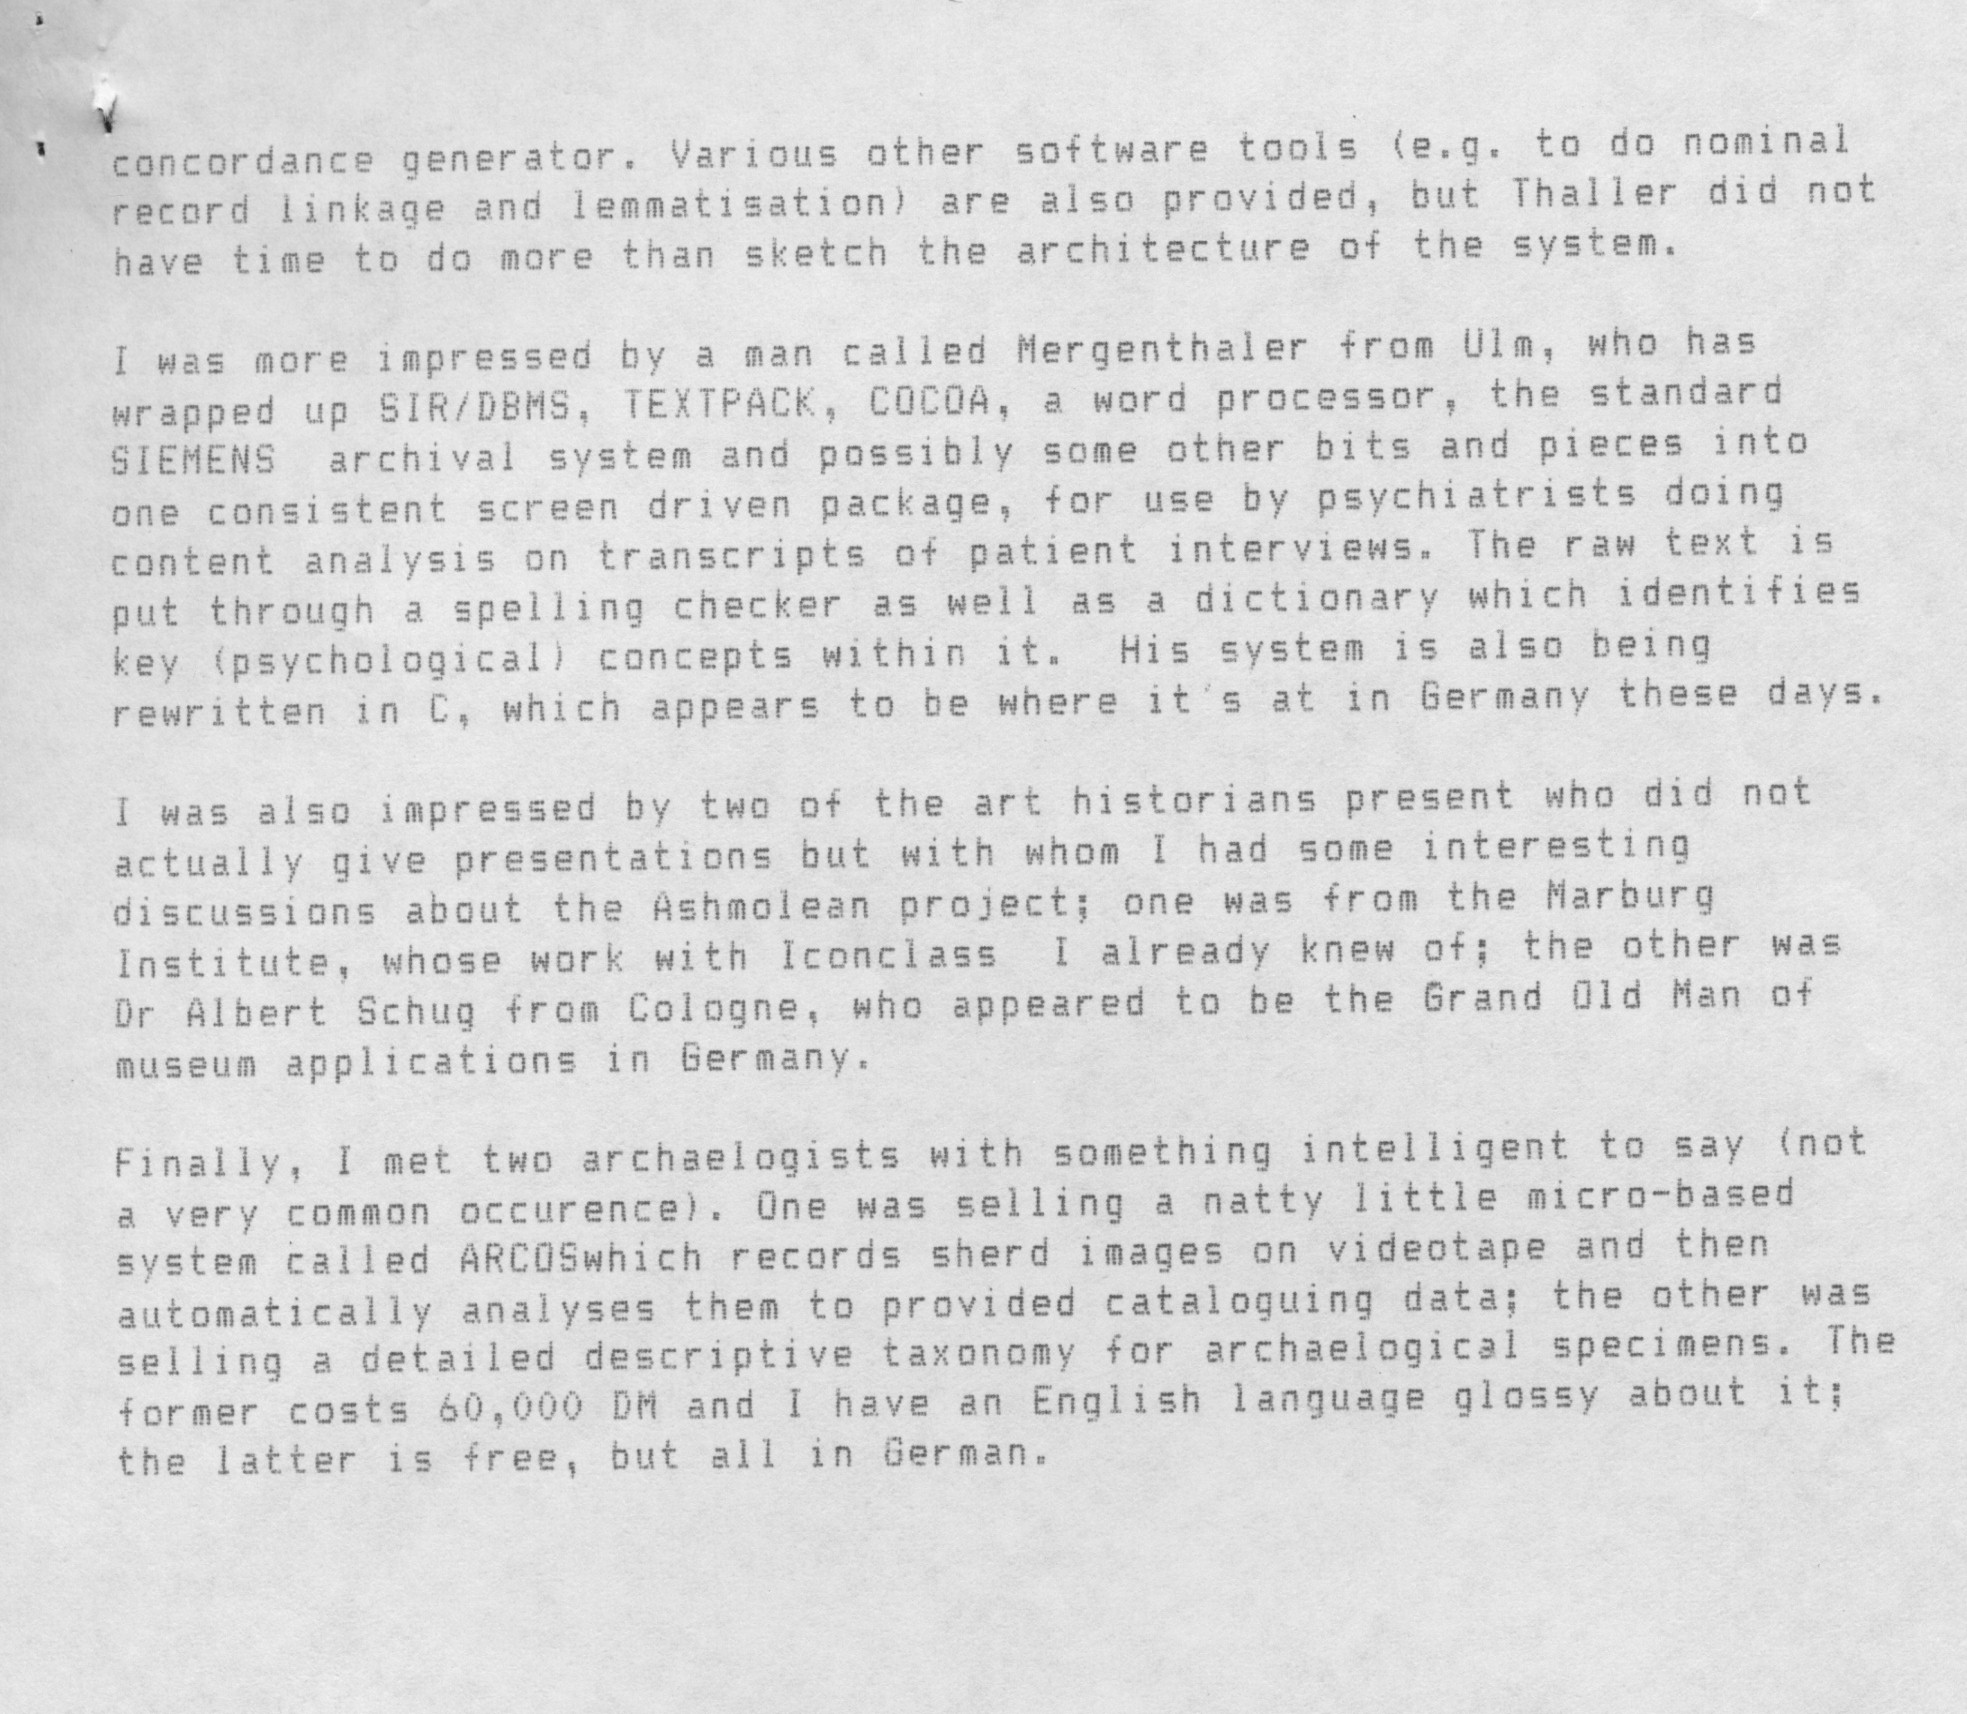 concordance generator. Various other software tools (e.g. to do nominal
record linkage and lemmatisation) are also provided, but Thaller did not
have time to do more than sketch the architecture of the system.
I was more impressed by a man called Mergenthaler from Ulm, who has
wrapped up SIR/DBMS, TEXTPACK, COCOA, a word processor, the standard
SIEMENS  archival system and possibly some other bits and pieces into
one consistent screen driven package, for use by psychiatrists doing
content analysis on transcripts of patient interviews. The raw text is
put through a spelling checker as well as a dictionary which identifies
key (psychological) concepts within it.  His system is also being
rewritten in C, which appears to be where it's at in Germany these days.
I was also impressed by two of the art historians present who did not
actually give presentations but with whom I had some interesting
discussions about the Ashmolean project; one was from the Marburg
Institute, whose work with Iconclass  I already knew of; the other was
Dr Albert Schug from Cologne, who appeared to be the Grand Old Man of
museum applications in Germany.
Finally, I met two archaelogists with something intelligent to say (not
a very common occurence). One was selling a natty little micro-based
system called ARCOSwhich records sherd images on videotape and then
automatically analyses them to provided cataloguing data; the other was
selling a detailed descriptive taxonomy for archaelogical specimens. The
former costs 60,000 DM and I have an English language glossy about it;
the latter is free, but all in German.